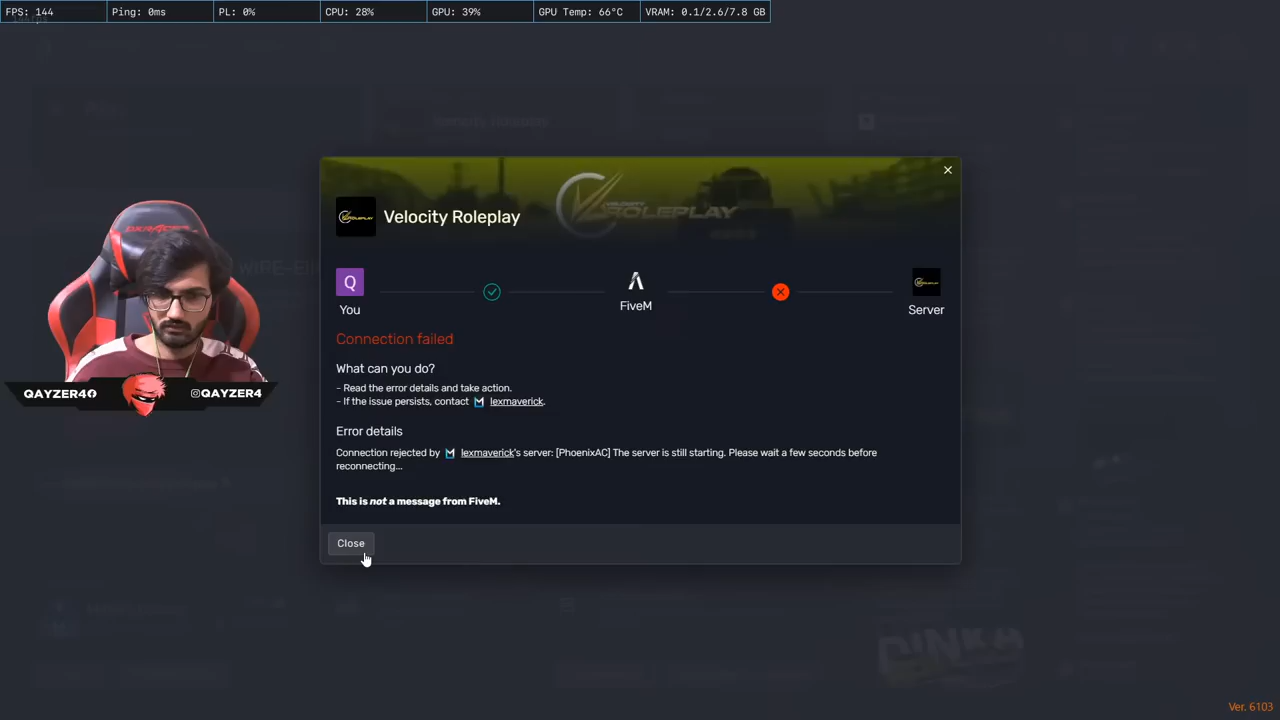 FPS: 144
Ping: 0ms
PL: 0%
CPU: 28%
GPU: 39%
GPU Temp: 66°C
VRAM: 0.1/2.6/7.8 GB
VELOCITY
ROLEPLAY
Velocity Roleplay
Q
You
FiveM
Server
Connection failed
What can you do?
- Read the error details and take action.
- If the issue persists, contact lexmaverick.
Error details
Connection rejected by lexmaverick's server: [PhoenixAC] The server is still starting. Please wait a few seconds before
reconnecting...
This is not a message from FiveM.
Close
QAYZER4
QAYZER4
Ver. 6103